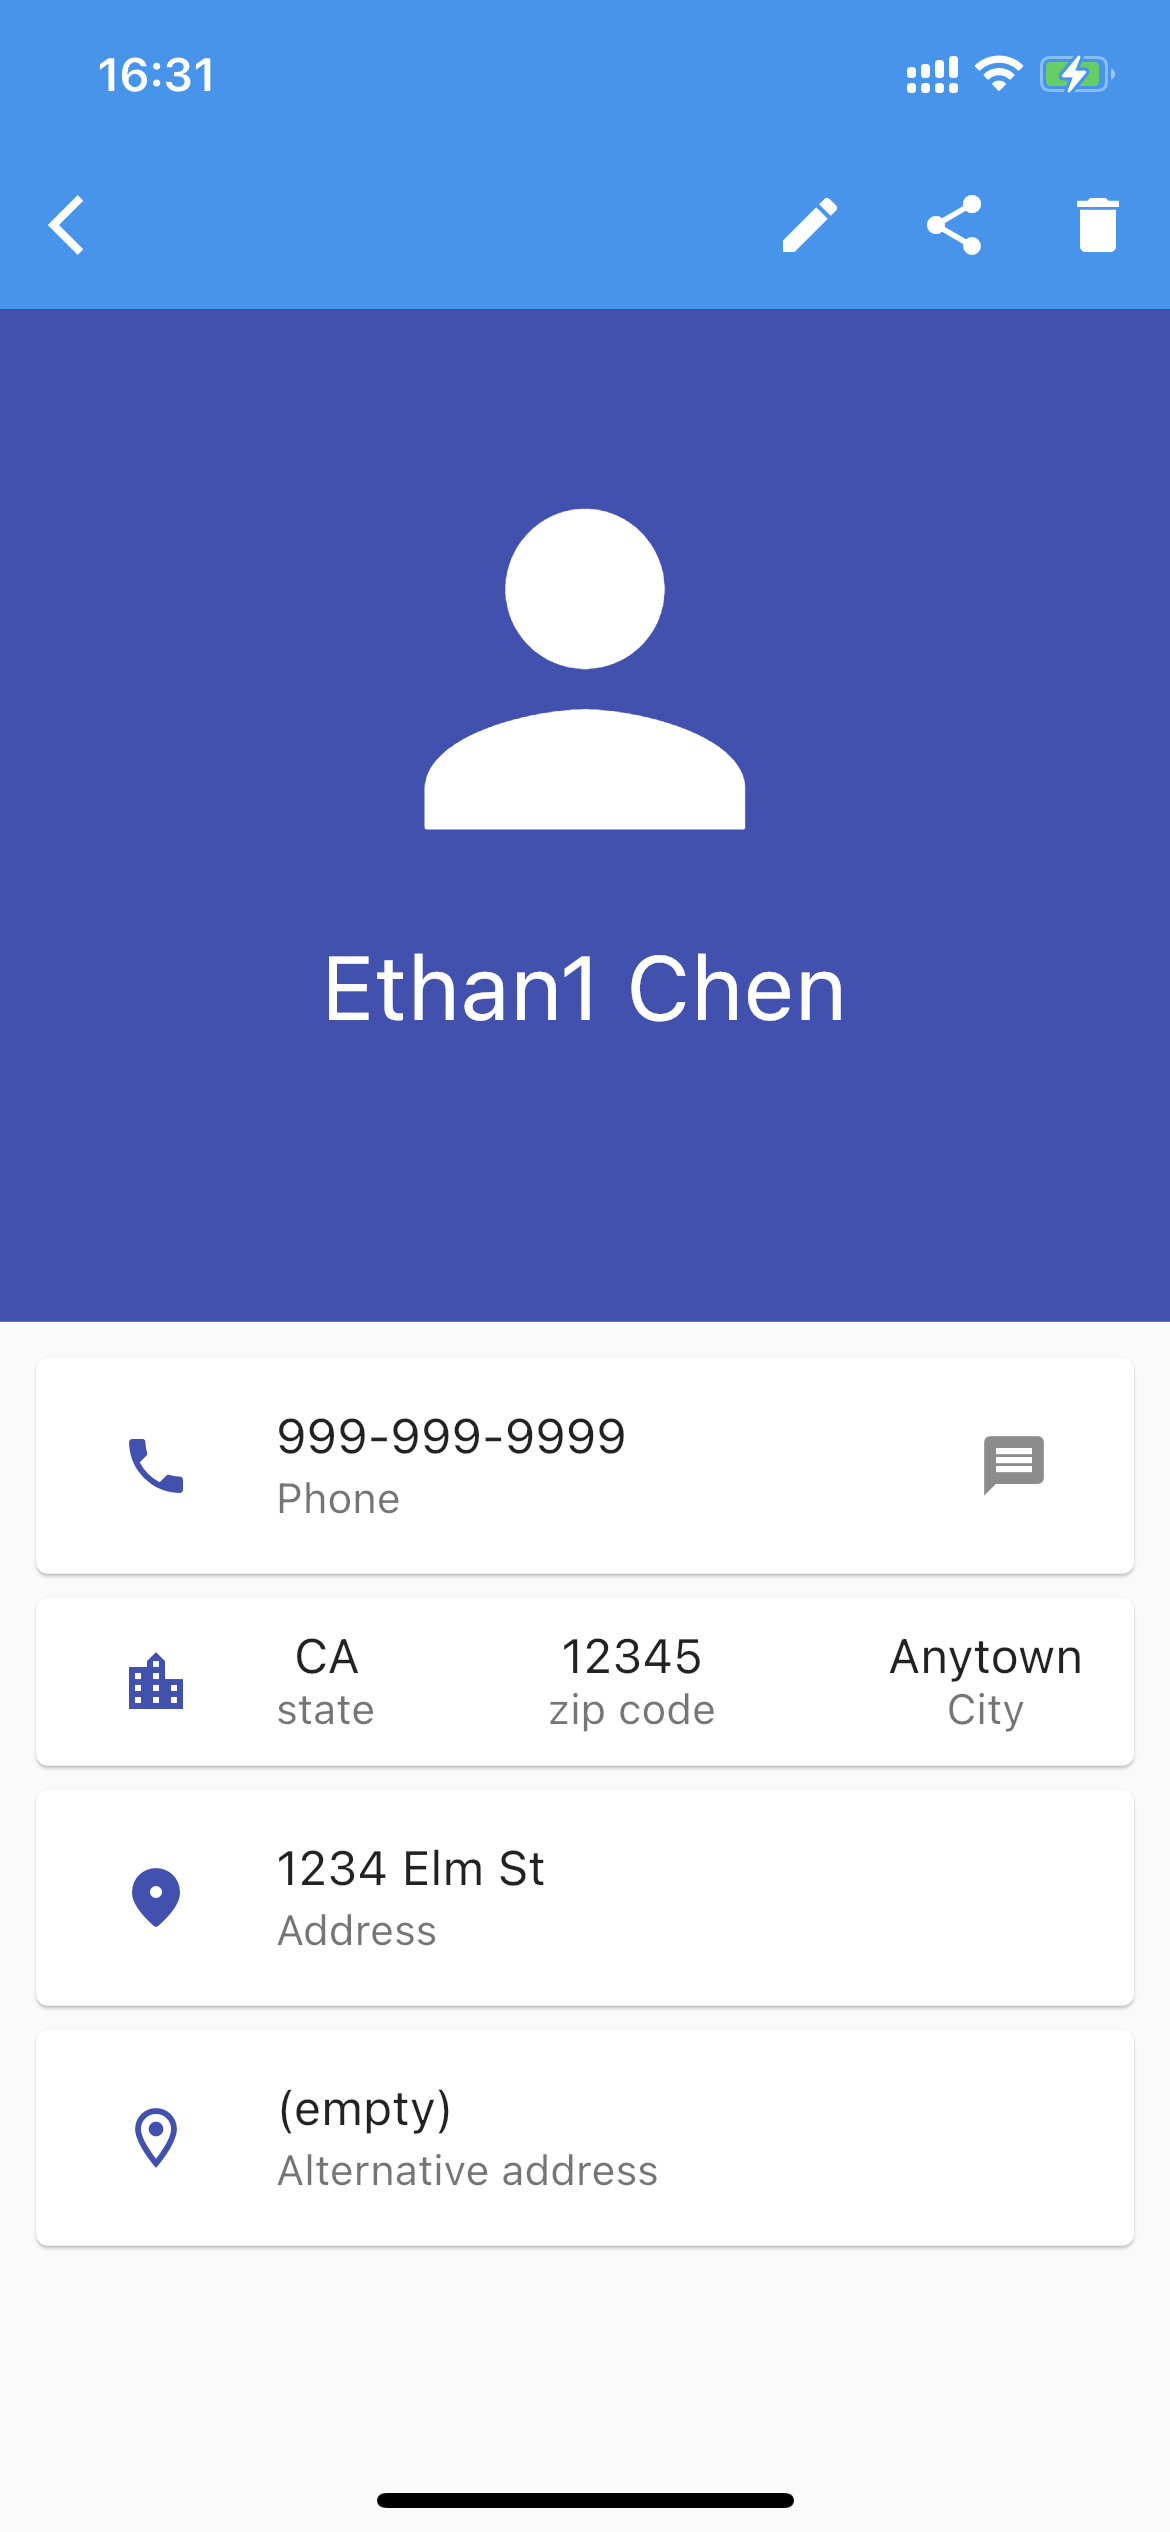 16:31
Ethan1 Chen
999-999-9999
Phone
CA 12345 Anytown
state zip code City
1234 Elm St
Address
(empty)
Alternative address